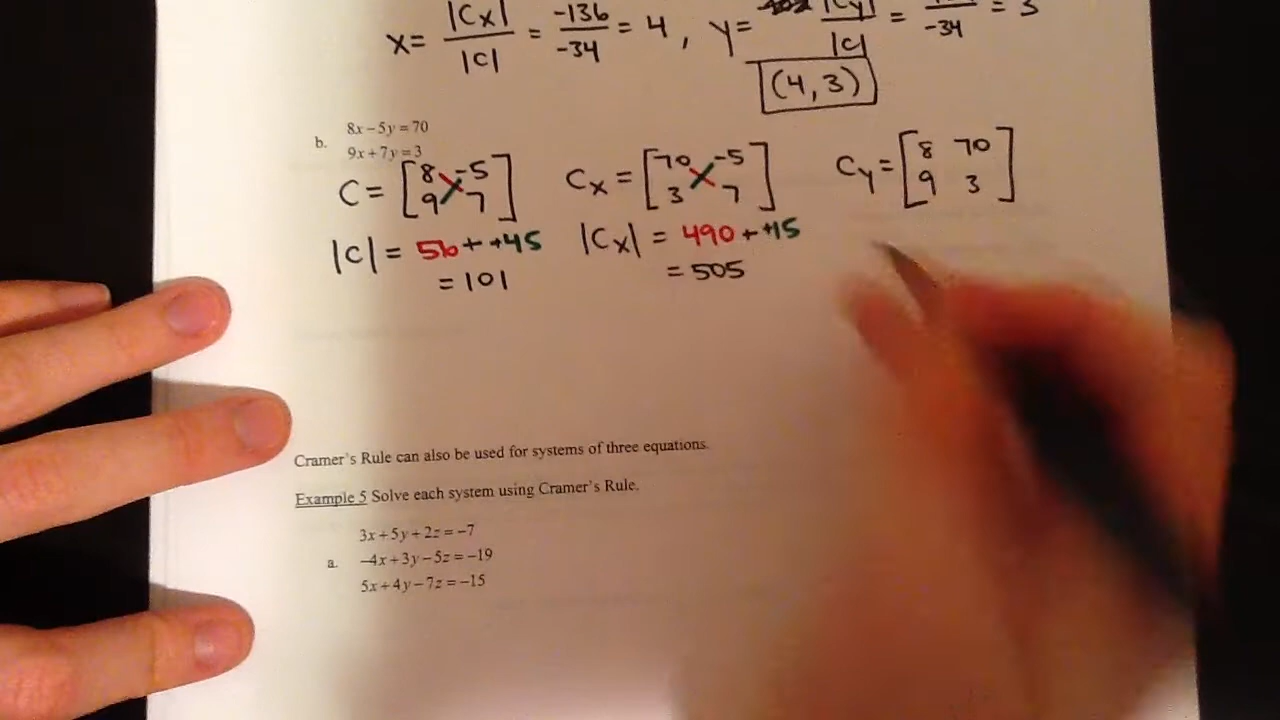 x= |Cx| / |C| = -136 / -34 = 4 , y= |Cy| / |C| = / -34 = 3
(4,3)
b. 8x−5y=70
9x+7y=3
C= [8 -5 9 7] Cx = [70 -5 3 7] Cy = [8 70 9 3]
|C| = 56 + +45 |Cx| = 490 + +15
= 101 = 505
Cramer's Rule can also be used for systems of three equations.
Example 5 Solve each system using Cramer's Rule.
3x+5y+2z=−7
a. −4x+3y−5z=−19
5x+4y−7z=−15